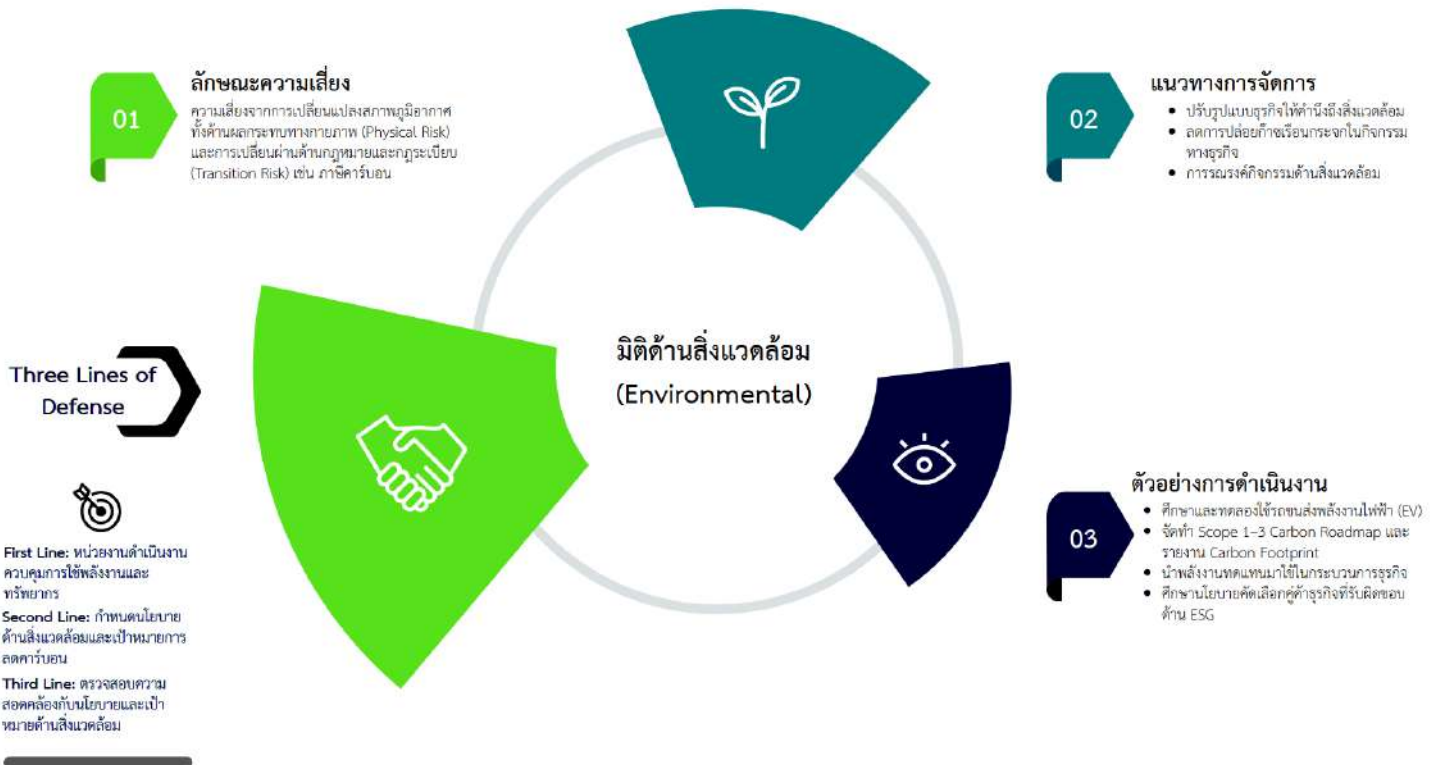 01
ลักษณะความเสี่ยง
ความเสี่ยงจากการเปลี่ยนแปลงสภาพภูมิอากาศ
ทั้งด้านผลกระทบทางกายภาพ (Physical Risk)
และการเปลี่ยนผ่านด้านกฎหมายและกฎระเบียบ
(Transition Risk) เช่น ภาษีคาร์บอน
02
แนวทางการจัดการ
• ปรับรูปแบบธุรกิจให้คำนึงถึงสิ่งแวดล้อม
• ลดการปล่อยก๊าซเรือนกระจกในกิจกรรม
ทางธุรกิจ
• การรณรงค์กิจกรรมด้านสิ่งแวดล้อม
มิติด้านสิ่งแวดล้อม
(Environmental)
Three Lines of
Defense
First Line: หน่วยงานดำเนินงาน
ควบคุมการใช้พลังงานและ
ทรัพยากร
Second Line: กำหนดนโยบาย
ด้านสิ่งแวดล้อมและเป้าหมายการ
ลดคาร์บอน
Third Line: ตรวจสอบความ
สอดคล้องกับนโยบายและเป้า
หมายด้านสิ่งแวดล้อม
03
ตัวอย่างการดำเนินงาน
• ศึกษาและทดลองใช้รถขนส่งพลังงานไฟฟ้า (EV)
• จัดทำ Scope 1–3 Carbon Roadmap และ
รายงาน Carbon Footprint
• นำพลังงานทดแทนมาใช้ในกระบวนการธุรกิจ
• ศึกษานโยบายคัดเลือกคู่ค้าธุรกิจที่รับผิดชอบ
ด้าน ESG